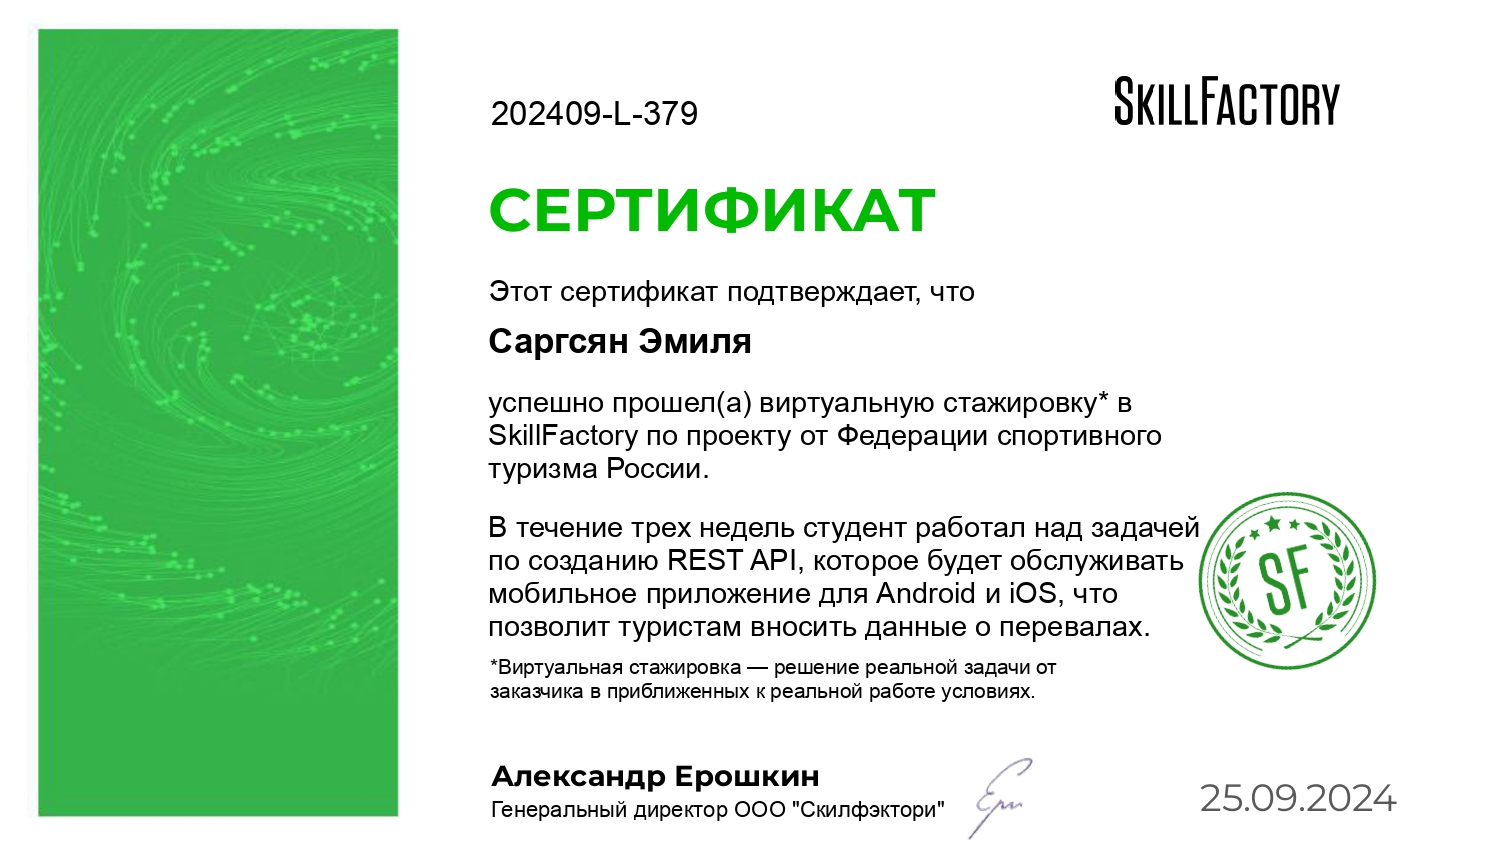 202409-L-379
SKILLFACTORY
СЕРТИФИКАТ
Этот сертификат подтверждает, что
Саргсян Эмиля
успешно прошел(а) виртуальную стажировку* в
SkillFactory по проекту от Федерации спортивного
туризма России.
В течение трех недель студент работал над задачей
по созданию REST API, которое будет обслуживать
мобильное приложение для Android и iOS, что
позволит туристам вносить данные о перевалах.
SF
*Виртуальная стажировка — решение реальной задачи от
заказчика в приближенных к реальной работе условиях.
Александр Ерошкин
Генеральный директор ООО "Скилфэктори"
25.09.2024